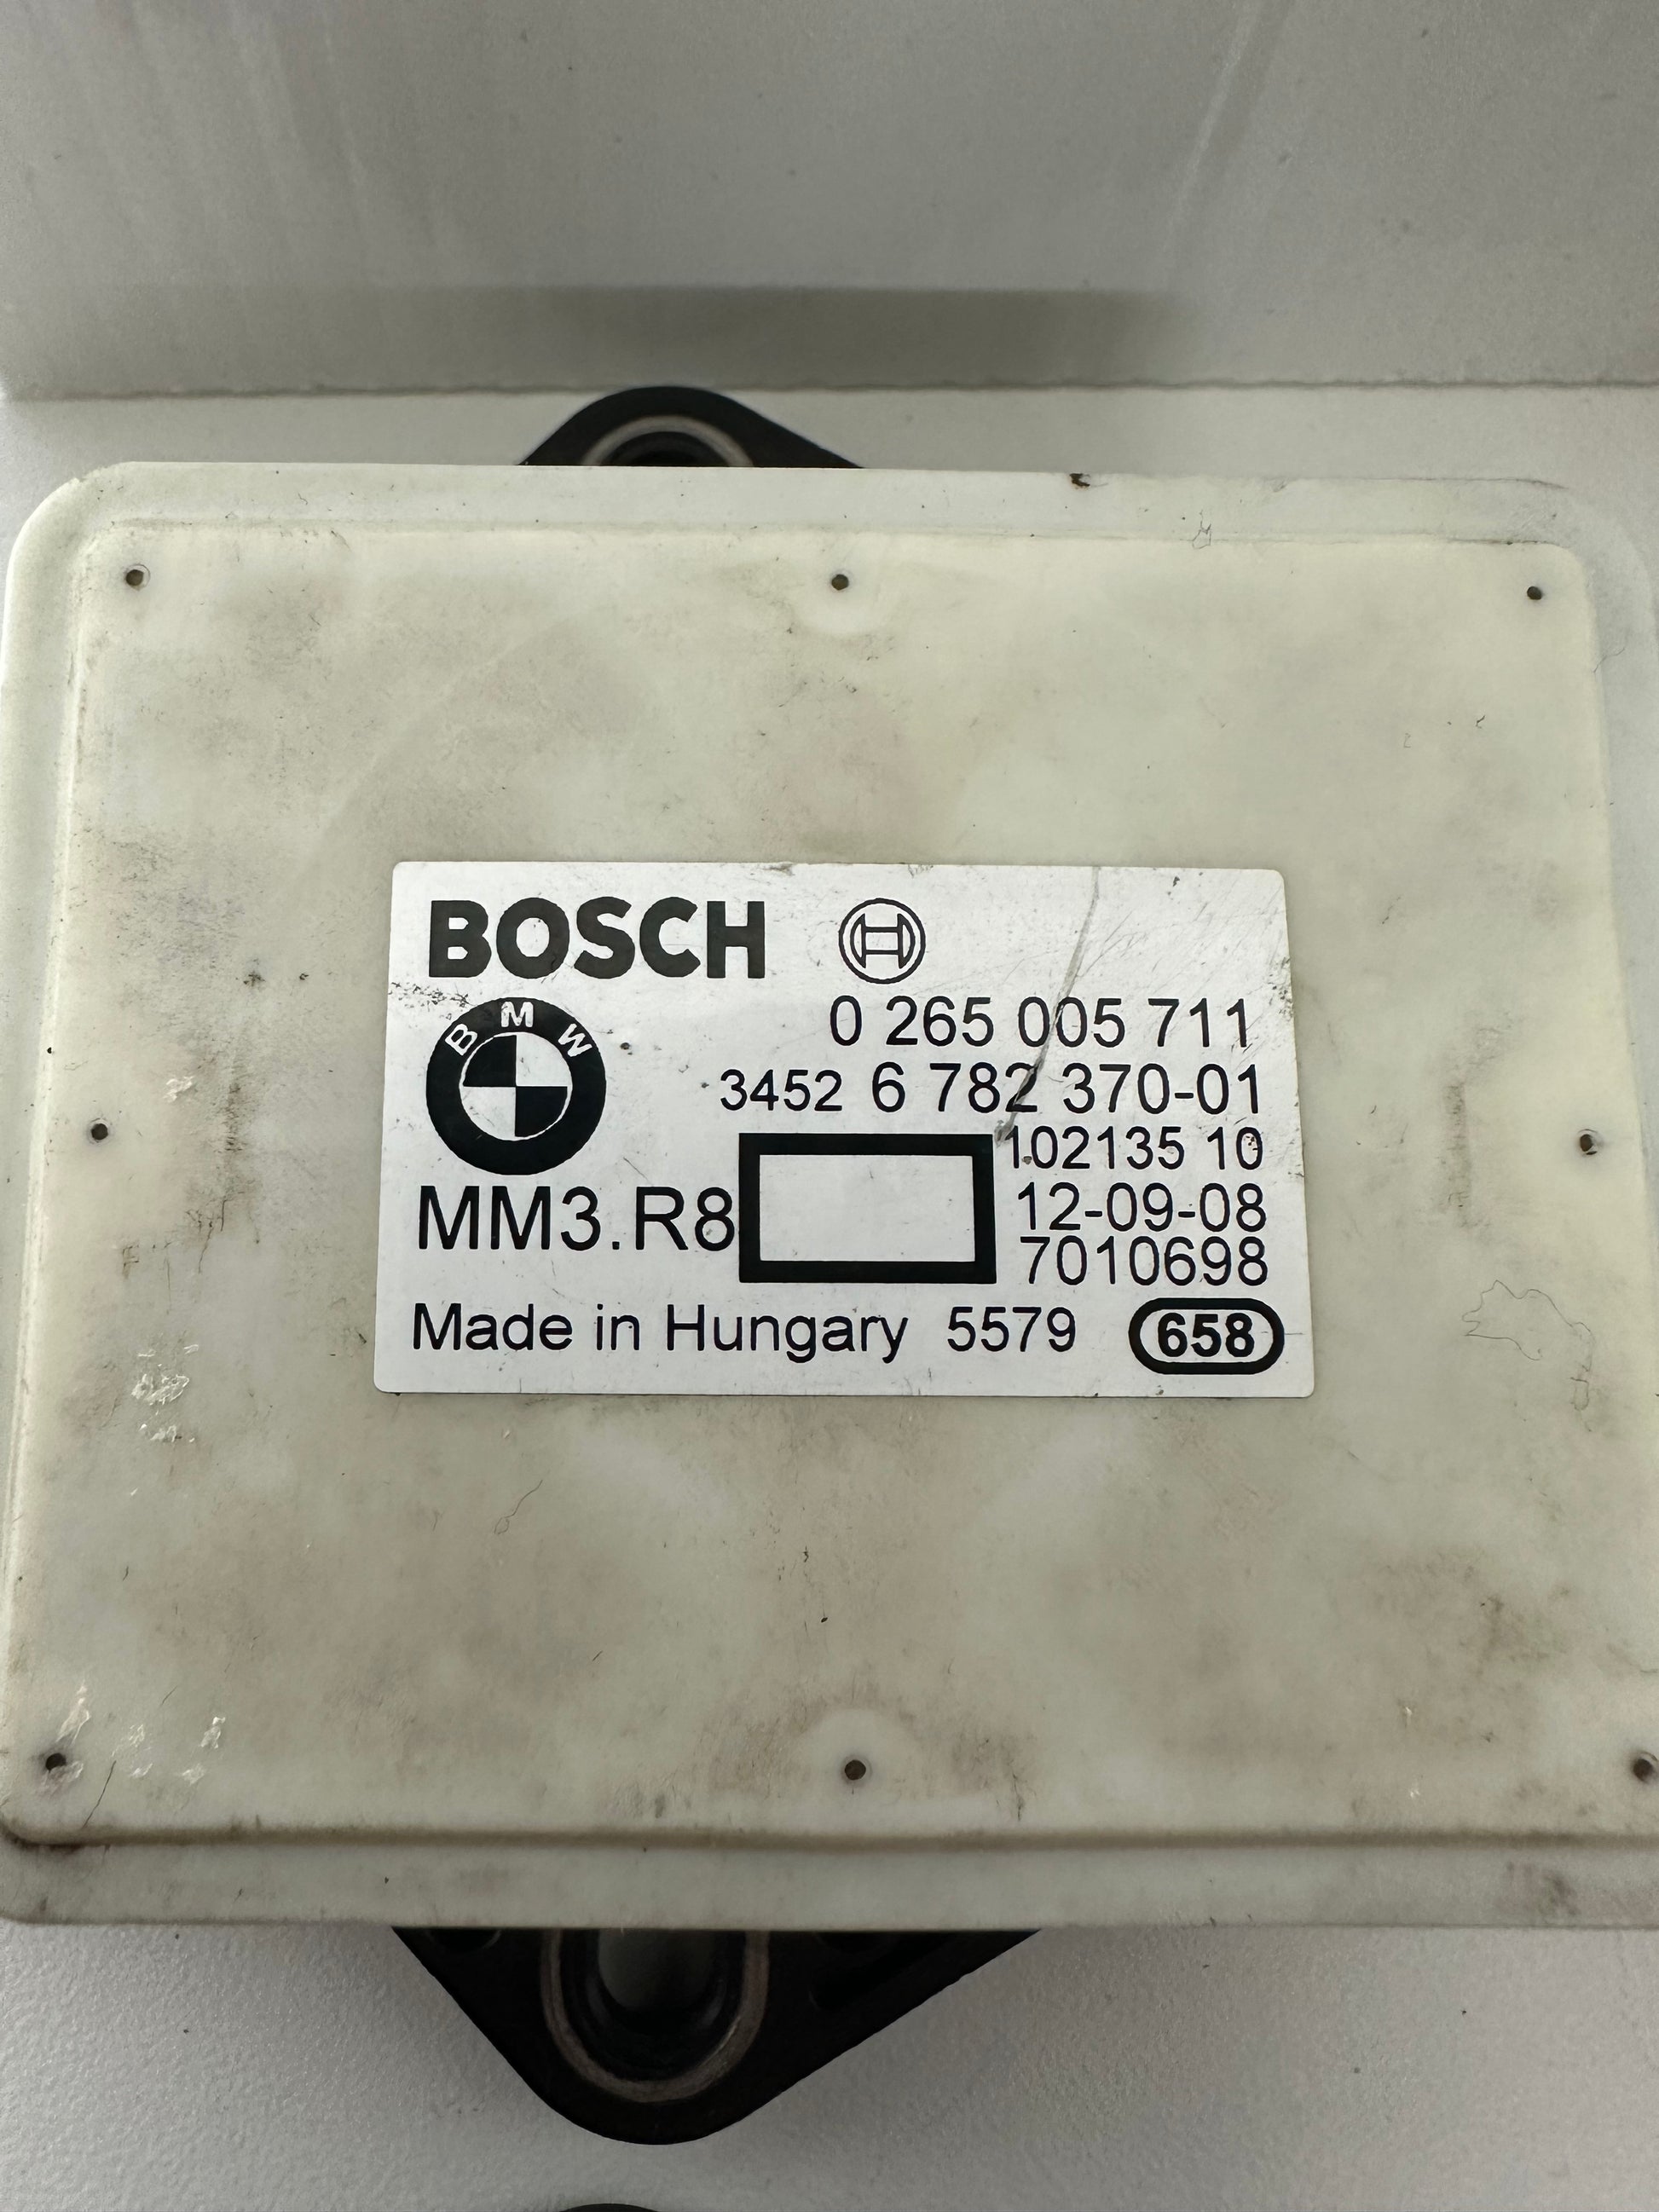 BOSCH
BMW
0 265 005 711
3452 6 782 370-01
102135 10
MM3.R8
12-09-08
7010698
Made in Hungary 5579 658